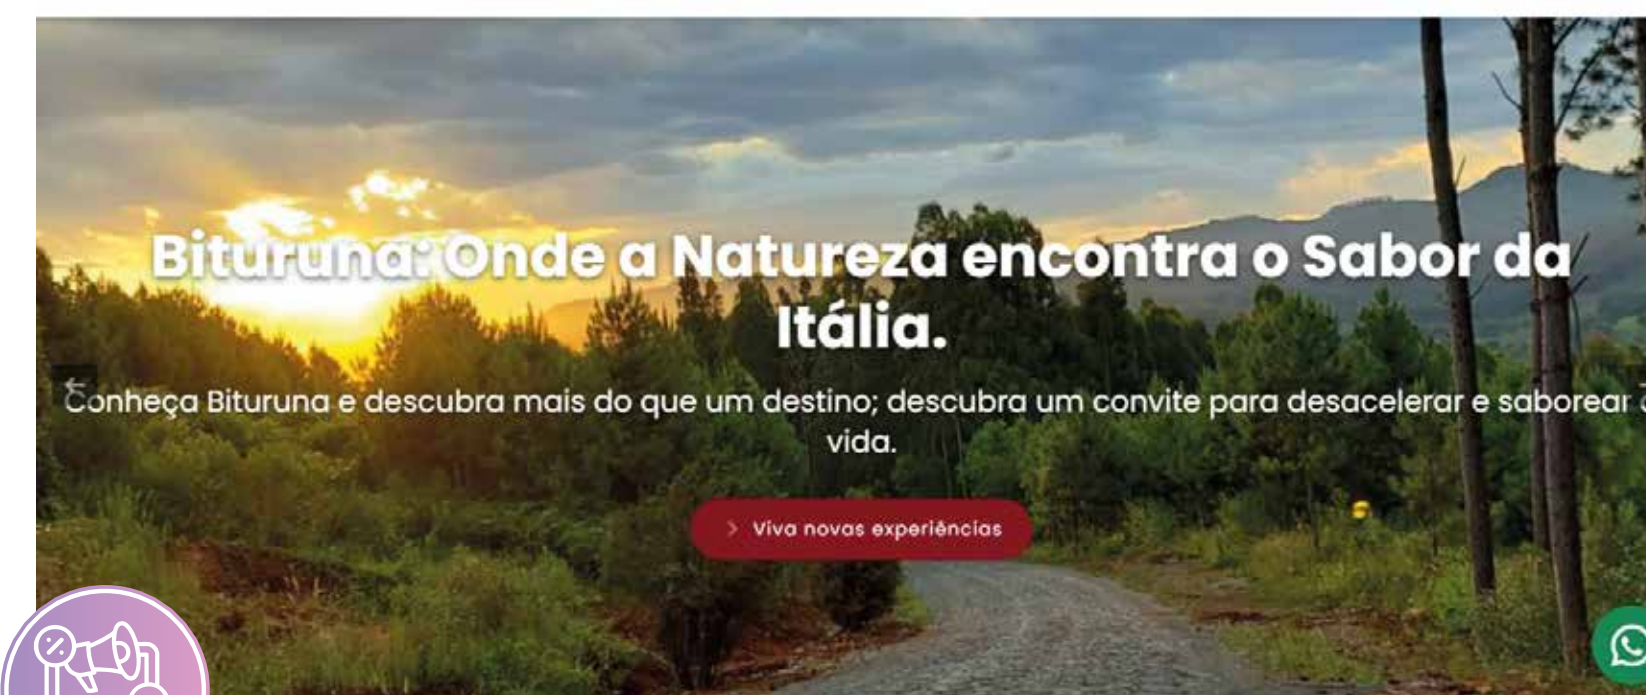 Bituruna: Onde a Natureza encontra o Sabor da
Itália.
Conheça Bituruna e descubra mais do que um destino; descubra um convite para desacelerar e saborear
vida.
Viva novas experiências